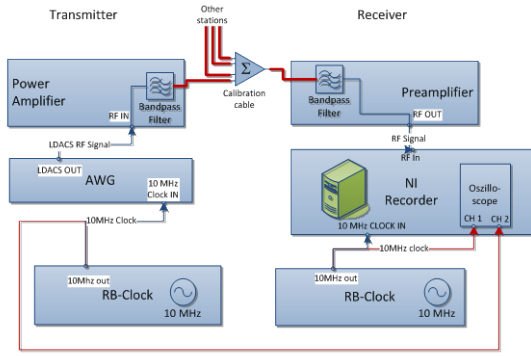 Transmitter
Other
stations
Receiver
Power
Amplifier
Bandpass
Filter
RF IN
Σ
Calibration
cable
Bandpass
Filter
Preamplifier
RF OUT
LDACS RF Signal
RF Signal
RF In
LDACS OUT
AWG
10 MHz
Clock IN
NI
Recorder
Oszillo-
scope
CH 1
CH 2
10 MHz CLOCK IN
10MHz Clock
10MHz clock
10Mhz out
RB-Clock
10 MHz
10Mhz out
RB-Clock
10 MHz